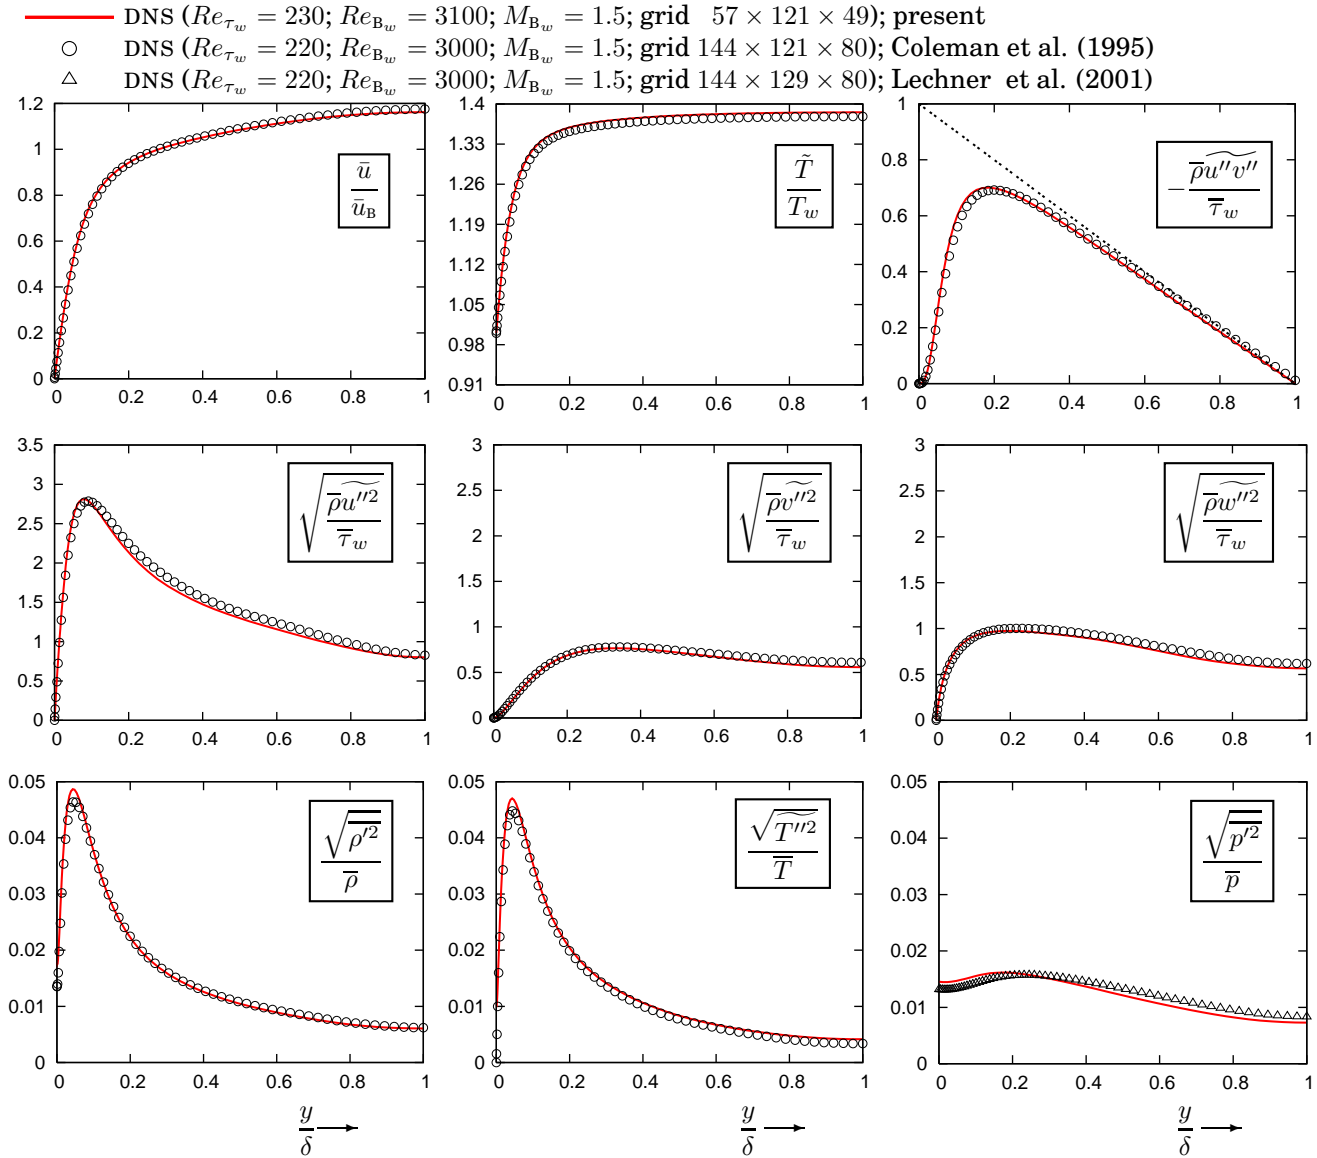 DNS (Re_{τ_w} = 230; Re_{B_w} = 3100; M_{B_w} = 1.5; grid 57 × 121 × 49); present
DNS (Re_{τ_w} = 220; Re_{B_w} = 3000; M_{B_w} = 1.5; grid 144 × 121 × 80); Coleman et al. (1995)
DNS (Re_{τ_w} = 220; Re_{B_w} = 3000; M_{B_w} = 1.5; grid 144 × 129 × 80); Lechner et al. (2001)
1.2
1
0.8
0.6
0.4
0.2
0
0 0.2 0.4 0.6 0.8 1
ū / ū_B
1.4
1.33
1.26
1.19
1.12
1.05
0.98
0.91
0 0.2 0.4 0.6 0.8 1
T̃ / T_w
1
0.8
0.6
0.4
0.2
0
0 0.2 0.4 0.6 0.8 1
−ρ̅ \widetilde{u''v''} / τ̅_w
3.5
3
2.5
2
1.5
1
0.5
0
0 0.2 0.4 0.6 0.8 1
√(ρ̅ \widetilde{u''^2} / τ̅_w)
3
2.5
2
1.5
1
0.5
0
0 0.2 0.4 0.6 0.8 1
√(ρ̅ \widetilde{v''^2} / τ̅_w)
3
2.5
2
1.5
1
0.5
0
0 0.2 0.4 0.6 0.8 1
√(ρ̅ \widetilde{w''^2} / τ̅_w)
0.05
0.04
0.03
0.02
0.01
0
0 0.2 0.4 0.6 0.8 1
√(\overline{ρ'^2}) / ρ̅
y / δ →
0.05
0.04
0.03
0.02
0.01
0
0 0.2 0.4 0.6 0.8 1
√(\widetilde{T''^2}) / T̅
y / δ →
0.05
0.04
0.03
0.02
0.01
0
0 0.2 0.4 0.6 0.8 1
√(\overline{p'^2}) / p̅
y / δ →